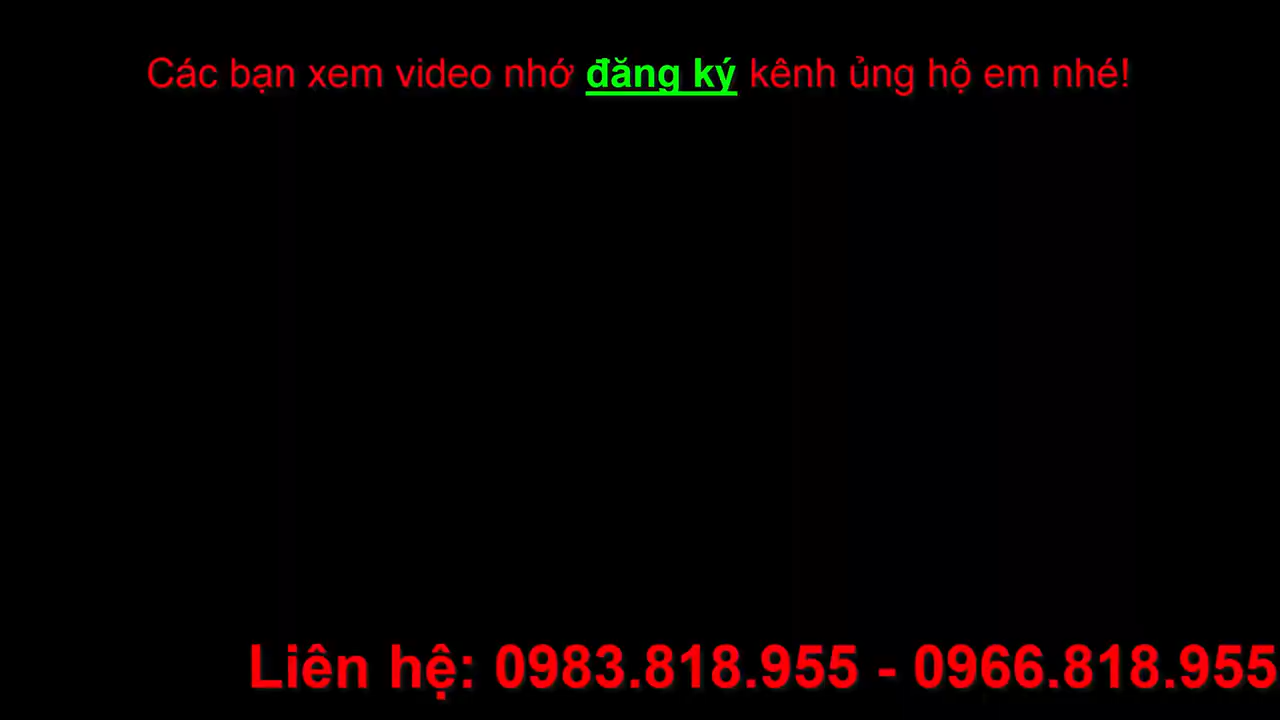 Các bạn xem video nhớ đăng ký kênh ủng hộ em nhé!
Liên hệ: 0983.818.955 - 0966.818.955